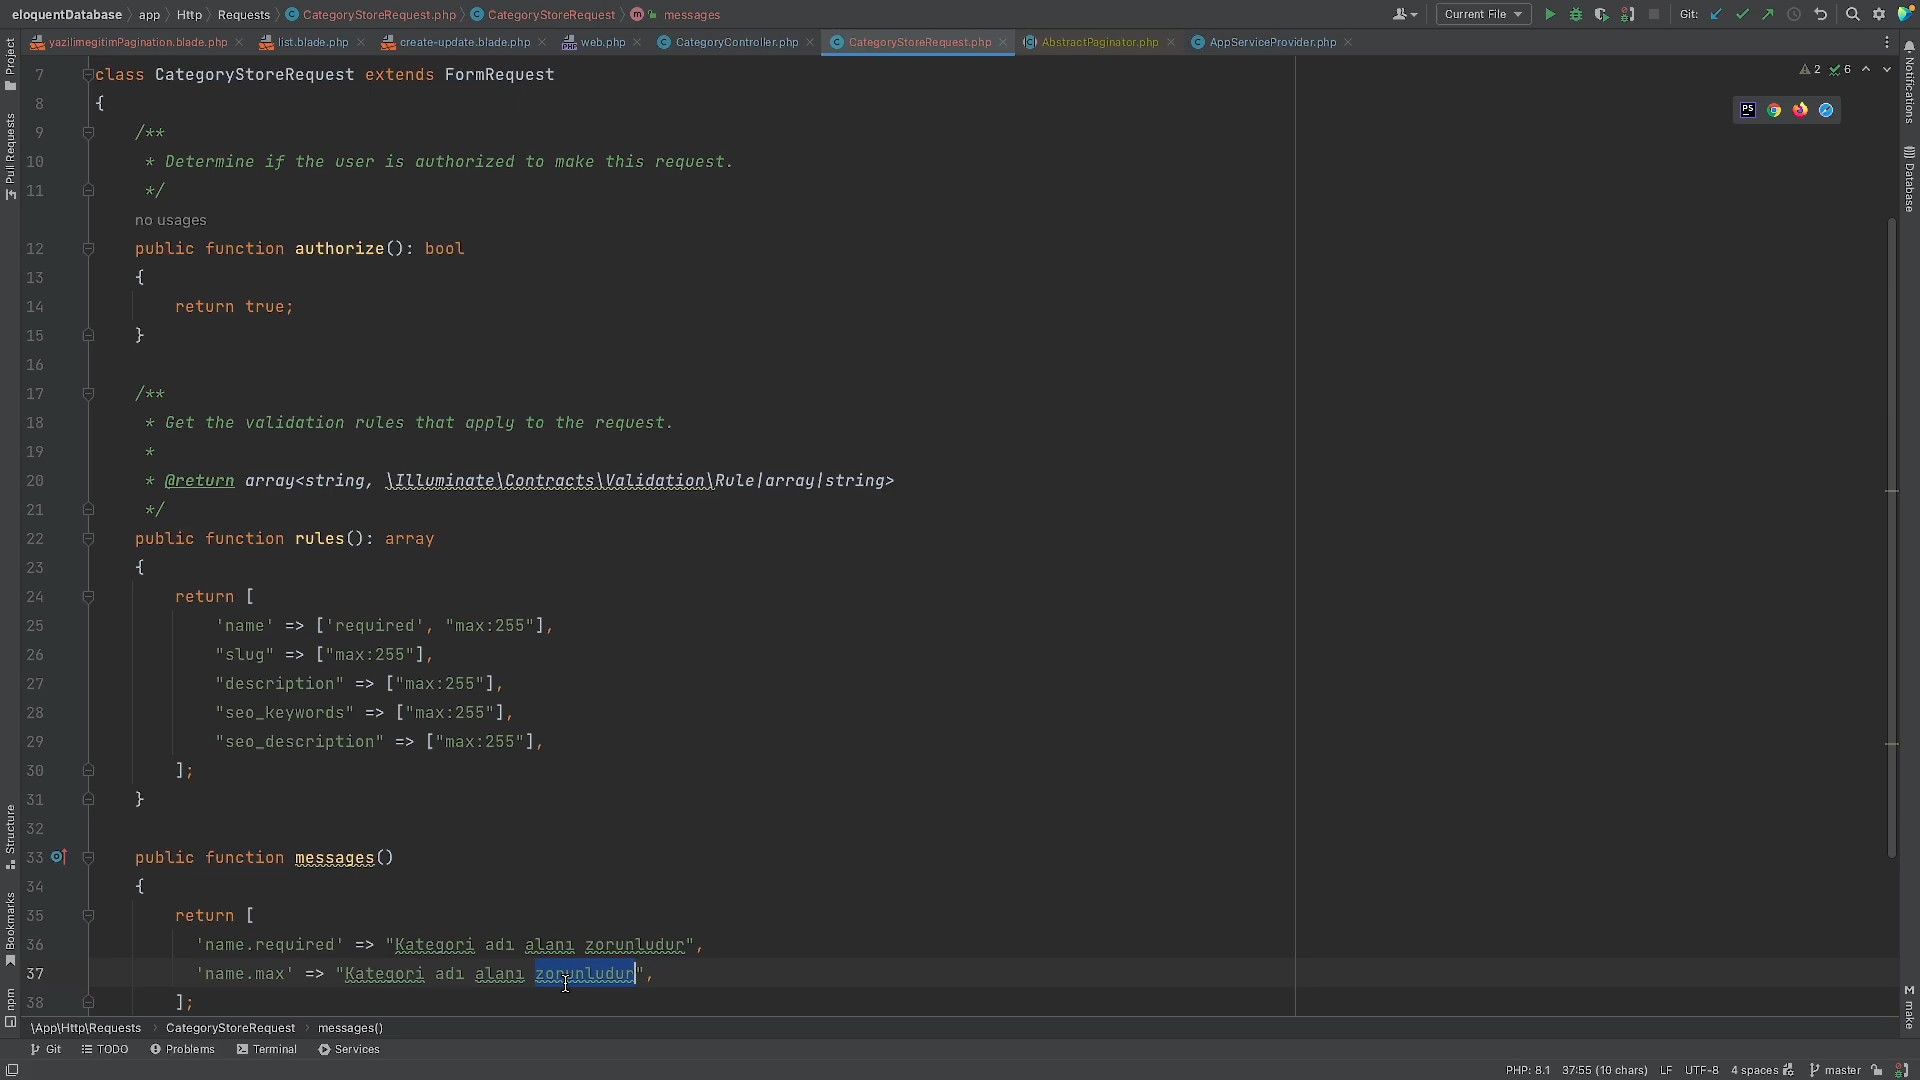 eloquentDatabase app Http Requests CategoryStoreRequest.php CategoryStoreRequest messages Current File Git:
yazilimegitimPagination.blade.php list.blade.php create-update.blade.php web.php CategoryController.php CategoryStoreRequest.php AbstractPaginator.php AppServiceProvider.php
2 6
Project
Pull Requests
Structure
Bookmarks
npm
Notifications
Database
make
7 class CategoryStoreRequest extends FormRequest
8 {
9 /**
10 * Determine if the user is authorized to make this request.
11 */
no usages
12 public function authorize(): bool
13 {
14 return true;
15 }
16
17 /**
18 * Get the validation rules that apply to the request.
19 *
20 * @return array<string, \Illuminate\Contracts\Validation\Rule|array|string>
21 */
22 public function rules(): array
23 {
24 return [
25 'name' => ['required', "max:255"],
26 "slug" => ["max:255"],
27 "description" => ["max:255"],
28 "seo_keywords" => ["max:255"],
29 "seo_description" => ["max:255"],
30 ];
31 }
32
33 public function messages()
34 {
35 return [
36 'name.required' => "Kategori adı alanı zorunludur",
37 'name.max' => "Kategori adı alanı zorunludur",
38 ];
\App\Http\Requests CategoryStoreRequest messages()
Git TODO Problems Terminal Services
PHP: 8.1 37:55 (10 chars) LF UTF-8 4 spaces master